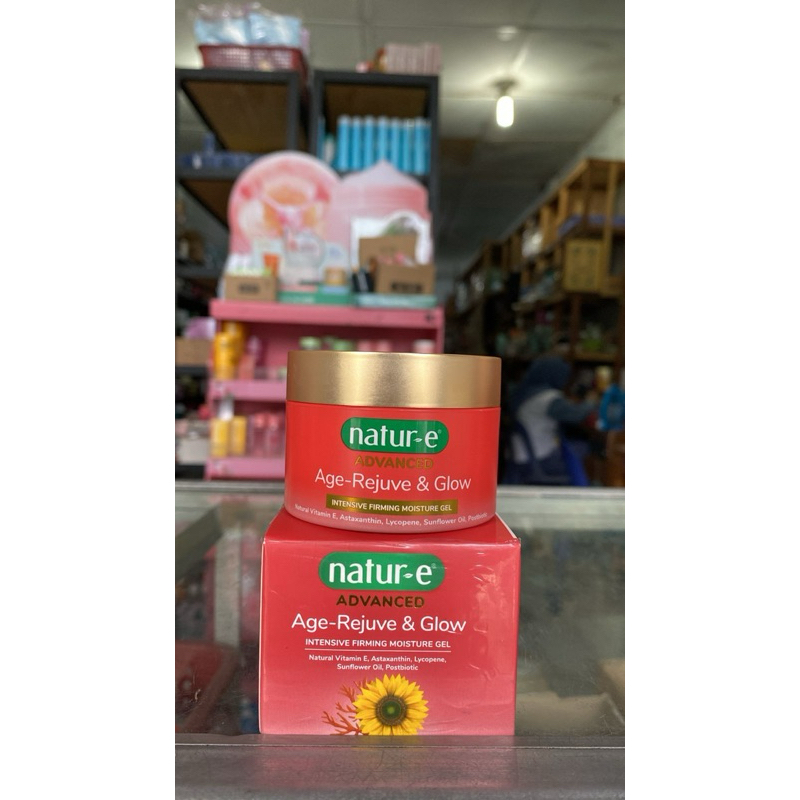 natur-e®
ADVANCED
Age-Rejuve & Glow
INTENSIVE FIRMING MOISTURE GEL
Natural Vitamin E, Astaxanthin, Lycopene, Sunflower Oil, Postbiotic
natur-e®
ADVANCED
Age-Rejuve & Glow
INTENSIVE FIRMING MOISTURE GEL
Natural Vitamin E, Astaxanthin, Lycopene,
Sunflower Oil, Postbiotic